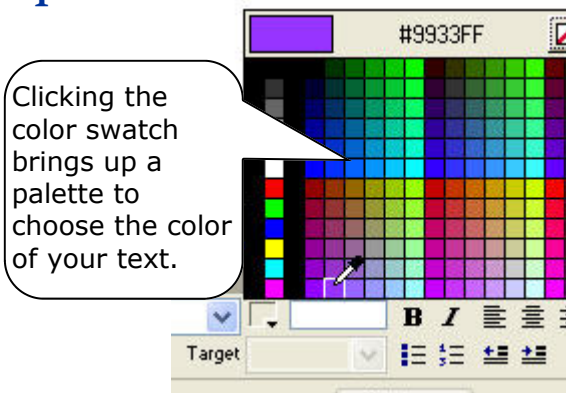 #9933FF
Clicking the
color swatch
brings up a
palette to
choose the color
of your text.
B I
Target